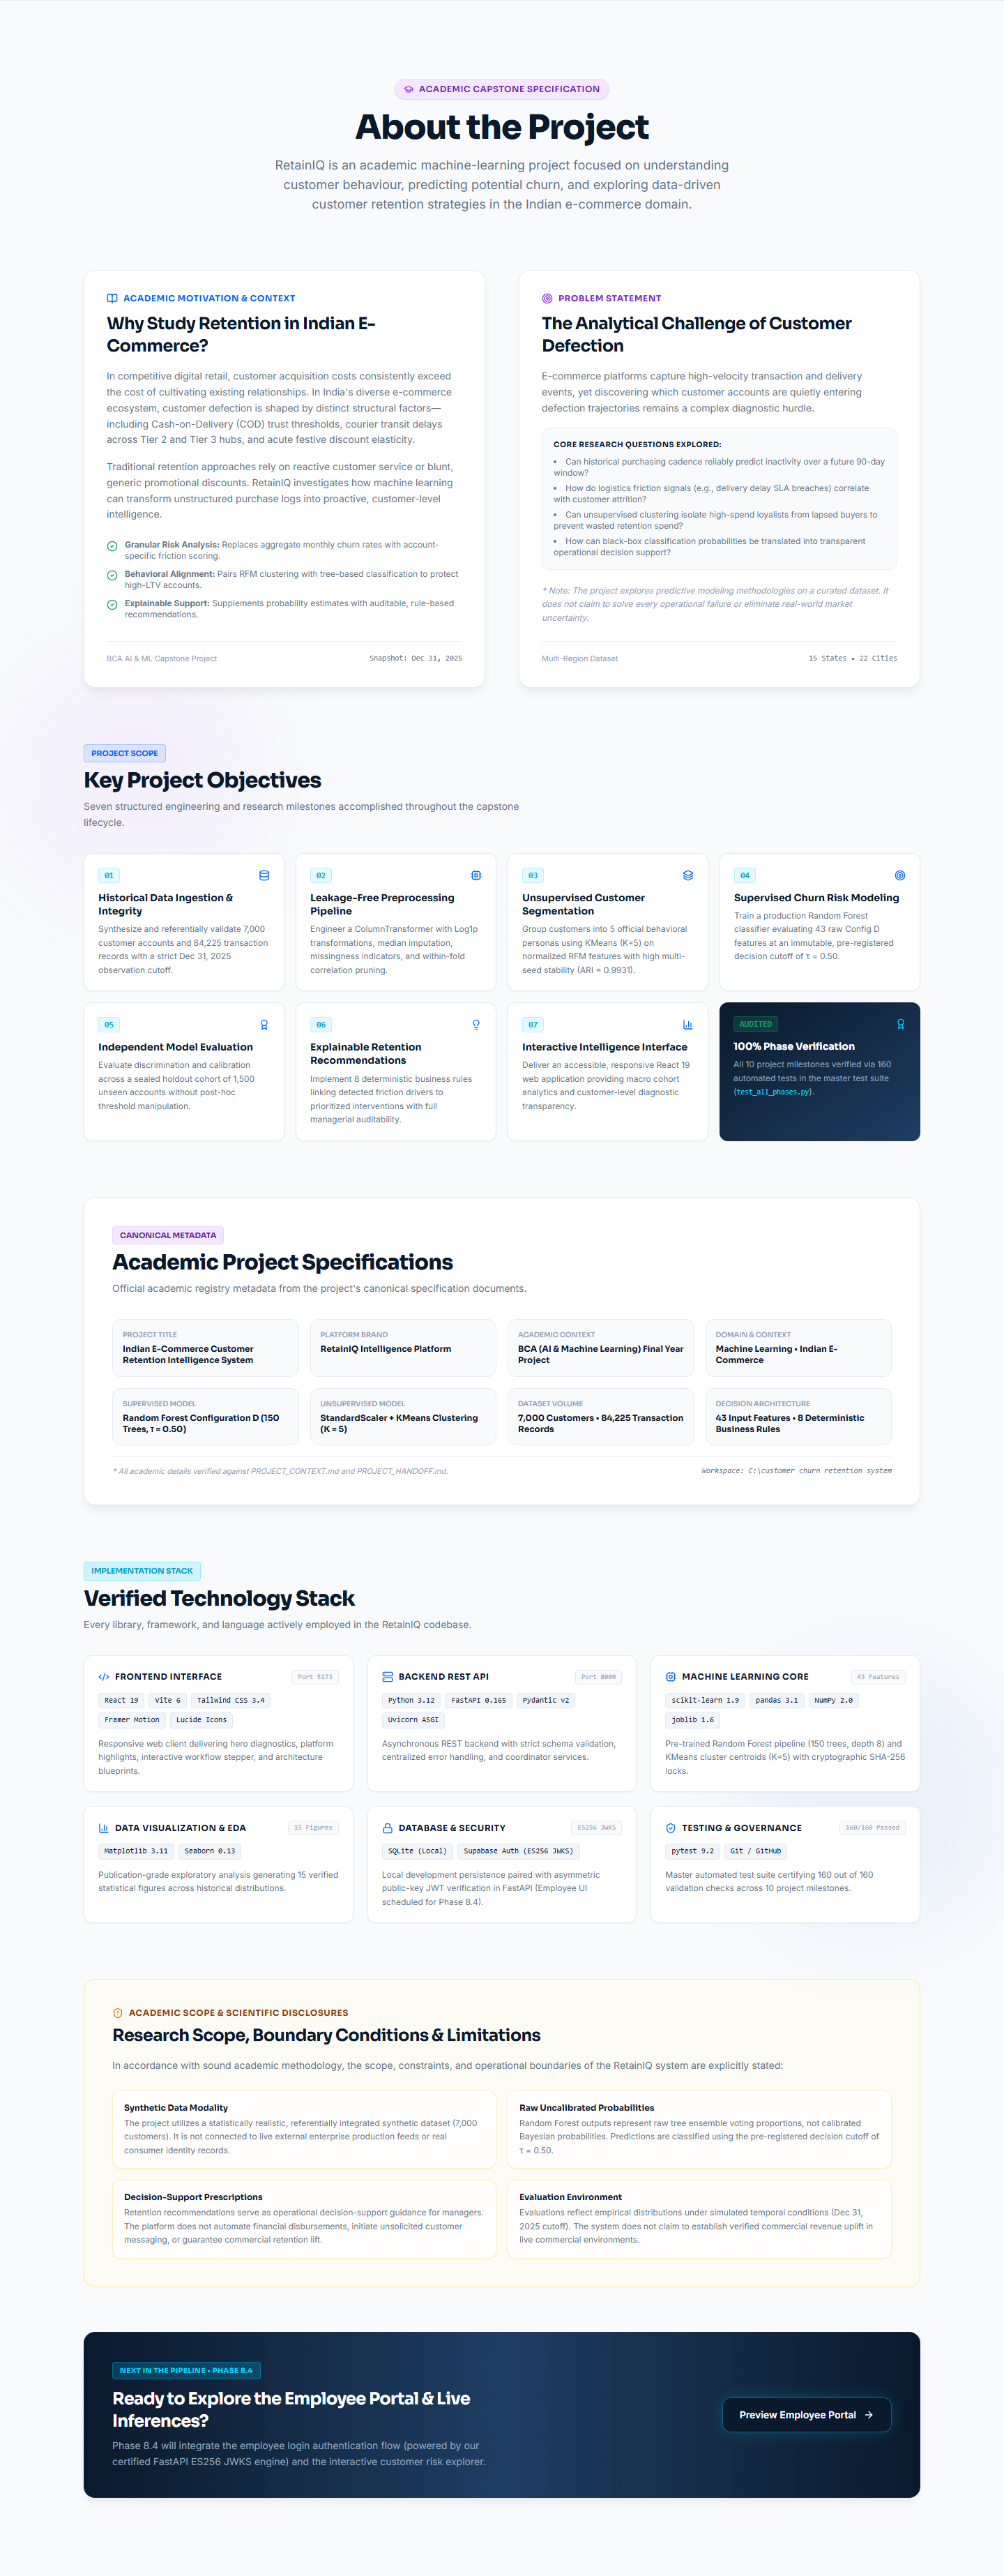 ACADEMIC CAPSTONE SPECIFICATION
About the Project
RetainIQ is an academic machine-learning project focused on understanding
customer behaviour, predicting potential churn, and exploring data-driven
customer retention strategies in the Indian e-commerce domain.
ACADEMIC MOTIVATION & CONTEXT
Why Study Retention in Indian E-
Commerce?
In competitive digital retail, customer acquisition costs consistently exceed
the cost of cultivating existing relationships. In India's diverse e-commerce
ecosystem, customer defection is shaped by distinct structural factors—
including Cash-on-Delivery (COD) trust thresholds, courier transit delays
across Tier 2 and Tier 3 hubs, and acute festive discount elasticity.
Traditional retention approaches rely on reactive customer service or blunt,
generic promotional discounts. RetainIQ investigates how machine learning
can transform unstructured purchase logs into proactive, customer-level
intelligence.
Granular Risk Analysis: Replaces aggregate monthly churn rates with account-
specific friction scoring.
Behavioral Alignment: Pairs RFM clustering with tree-based classification to protect
high-LTV accounts.
Explainable Support: Supplements probability estimates with auditable, rule-based
recommendations.
BCA AI & ML Capstone Project
Snapshot: Dec 31, 2025
PROBLEM STATEMENT
The Analytical Challenge of Customer
Defection
E-commerce platforms capture high-velocity transaction and delivery
events, yet discovering which customer accounts are quietly entering
defection trajectories remains a complex diagnostic hurdle.
CORE RESEARCH QUESTIONS EXPLORED:
• Can historical purchasing cadence reliably predict inactivity over a future 90-day
window?
• How do logistics friction signals (e.g., delivery delay SLA breaches) correlate
with customer attrition?
• Can unsupervised clustering isolate high-spend loyalists from lapsed buyers to
prevent wasted retention spend?
• How can black-box classification probabilities be translated into transparent
operational decision support?
* Note: The project explores predictive modeling methodologies on a curated dataset. It
does not claim to solve every operational failure or eliminate real-world market
uncertainty.
Multi-Region Dataset
15 States • 22 Cities
PROJECT SCOPE
Key Project Objectives
Seven structured engineering and research milestones accomplished throughout the capstone
lifecycle.
01
Historical Data Ingestion &
Integrity
Synthesize and referentially validate 7,000
customer accounts and 84,225 transaction
records with a strict Dec 31, 2025
observation cutoff.
02
Leakage-Free Preprocessing
Pipeline
Engineer a ColumnTransformer with Log1p
transformations, median imputation,
missingness indicators, and within-fold
correlation pruning.
03
Unsupervised Customer
Segmentation
Group customers into 5 official behavioral
personas using KMeans (K=5) on
normalized RFM features with high multi-
seed stability (ARI = 0.9931).
04
Supervised Churn Risk Modeling
Train a production Random Forest
classifier evaluating 43 raw Config D
features at an immutable, pre-registered
decision cutoff of τ = 0.50.
05
Independent Model Evaluation
Evaluate discrimination and calibration
across a sealed holdout cohort of 1,500
unseen accounts without post-hoc
threshold manipulation.
06
Explainable Retention
Recommendations
Implement 8 deterministic business rules
linking detected friction drivers to
prioritized interventions with full
managerial auditability.
07
Interactive Intelligence Interface
Deliver an accessible, responsive React 19
web application providing macro cohort
analytics and customer-level diagnostic
transparency.
AUDITED
100% Phase Verification
All 10 project milestones verified via 160
automated tests in the master test suite
(test_all_phases.py).
CANONICAL METADATA
Academic Project Specifications
Official academic registry metadata from the project's canonical specification documents.
PROJECT TITLE
Indian E-Commerce Customer
Retention Intelligence System
PLATFORM BRAND
RetainIQ Intelligence Platform
ACADEMIC CONTEXT
BCA (AI & Machine Learning) Final Year
Project
DOMAIN & CONTEXT
Machine Learning • Indian E-
Commerce
SUPERVISED MODEL
Random Forest Configuration D (150
Trees, τ = 0.50)
UNSUPERVISED MODEL
StandardScaler + KMeans Clustering
(K = 5)
DATASET VOLUME
7,000 Customers • 84,225 Transaction
Records
DECISION ARCHITECTURE
43 Input Features • 8 Deterministic
Business Rules
* All academic details verified against PROJECT_CONTEXT.md and PROJECT_HANDOFF.md.
Workspace: C:\customer churn retention system
IMPLEMENTATION STACK
Verified Technology Stack
Every library, framework, and language actively employed in the RetainIQ codebase.
FRONTEND INTERFACE
Port 5173
React 19 Vite 6 Tailwind CSS 3.4
Framer Motion Lucide Icons
Responsive web client delivering hero diagnostics, platform
highlights, interactive workflow stepper, and architecture
blueprints.
BACKEND REST API
Port 8000
Python 3.12 FastAPI 0.165 Pydantic v2
Uvicorn ASGI
Asynchronous REST backend with strict schema validation,
centralized error handling, and coordinator services.
MACHINE LEARNING CORE
43 Features
scikit-learn 1.9 pandas 3.1 NumPy 2.0
joblib 1.6
Pre-trained Random Forest pipeline (150 trees, depth 8) and
KMeans cluster centroids (K=5) with cryptographic SHA-256
locks.
DATA VISUALIZATION & EDA
15 Figures
Matplotlib 3.11 Seaborn 0.13
Publication-grade exploratory analysis generating 15 verified
statistical figures across historical distributions.
DATABASE & SECURITY
ES256 JWKS
SQLite (Local) Supabase Auth (ES256 JWKS)
Local development persistence paired with asymmetric
public-key JWT verification in FastAPI (Employee UI
scheduled for Phase 8.4).
TESTING & GOVERNANCE
160/160 Passed
pytest 9.2 Git / GitHub
Master automated test suite certifying 160 out of 160
validation checks across 10 project milestones.
ACADEMIC SCOPE & SCIENTIFIC DISCLOSURES
Research Scope, Boundary Conditions & Limitations
In accordance with sound academic methodology, the scope, constraints, and operational boundaries of the RetainIQ system are explicitly stated:
Synthetic Data Modality
The project utilizes a statistically realistic, referentially integrated synthetic dataset (7,000
customers). It is not connected to live external enterprise production feeds or real
consumer identity records.
Raw Uncalibrated Probabilities
Random Forest outputs represent raw tree ensemble voting proportions, not calibrated
Bayesian probabilities. Predictions are classified using the pre-registered decision cutoff of
τ = 0.50.
Decision-Support Prescriptions
Retention recommendations serve as operational decision-support guidance for managers.
The platform does not automate financial disbursements, initiate unsolicited customer
messaging, or guarantee commercial retention lift.
Evaluation Environment
Evaluations reflect empirical distributions under simulated temporal conditions (Dec 31,
2025 cutoff). The system does not claim to establish verified commercial revenue uplift in
live commercial environments.
NEXT IN THE PIPELINE • PHASE 8.4
Ready to Explore the Employee Portal & Live
Inferences?
Phase 8.4 will integrate the employee login authentication flow (powered by our
certified FastAPI ES256 JWKS engine) and the interactive customer risk explorer.
Preview Employee Portal →